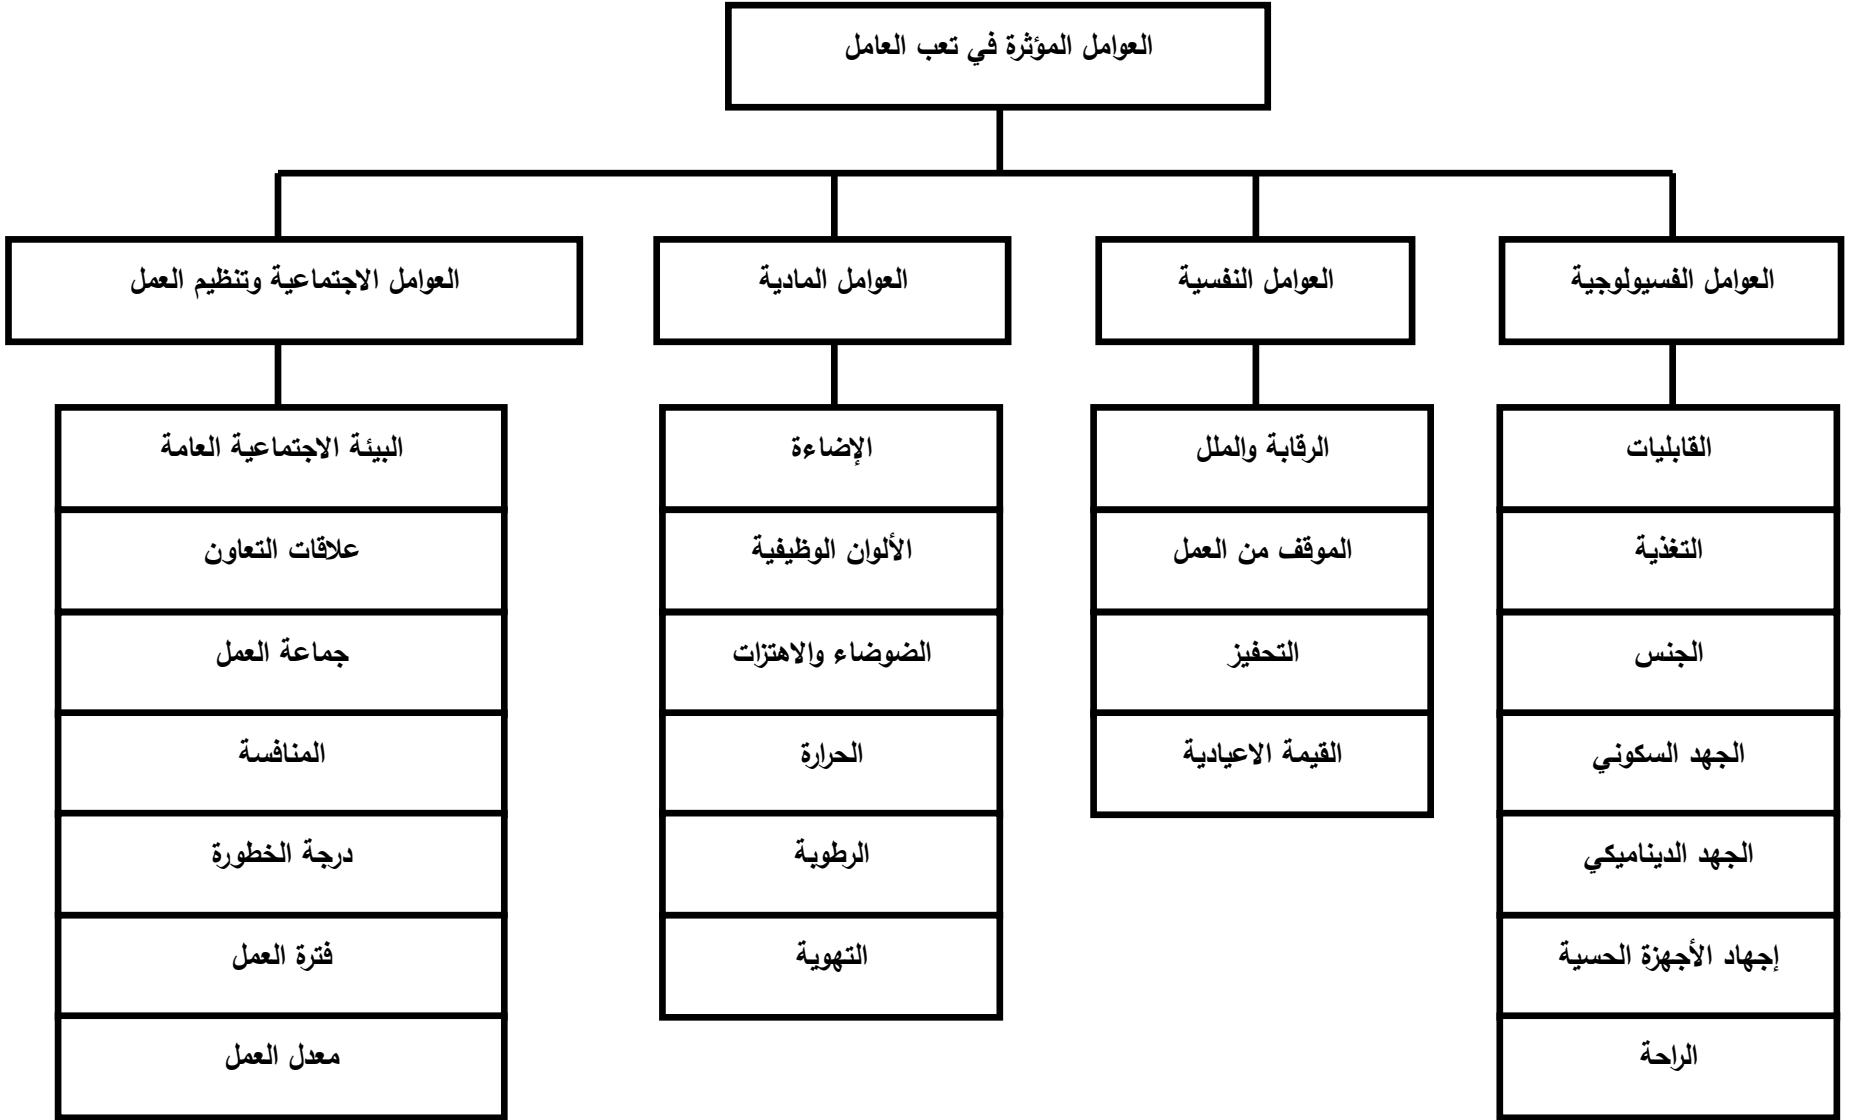 العوامل المؤثرة في تعب العامل
العوامل الفسيولوجية
العوامل النفسية
العوامل المادية
العوامل الاجتماعية وتنظيم العمل
القابليات
التغذية
الجنس
الجهد السكوني
الجهد الديناميكي
إجهاد الأجهزة الحسية
الراحة
الرقابة والملل
الموقف من العمل
التحفيز
القيمة الاعيادية
الإضاءة
الألوان الوظيفية
الضوضاء والاهتزات
الحرارة
الرطوبة
التهوية
البيئة الاجتماعية العامة
علاقات التعاون
جماعة العمل
المنافسة
درجة الخطورة
فترة العمل
معدل العمل